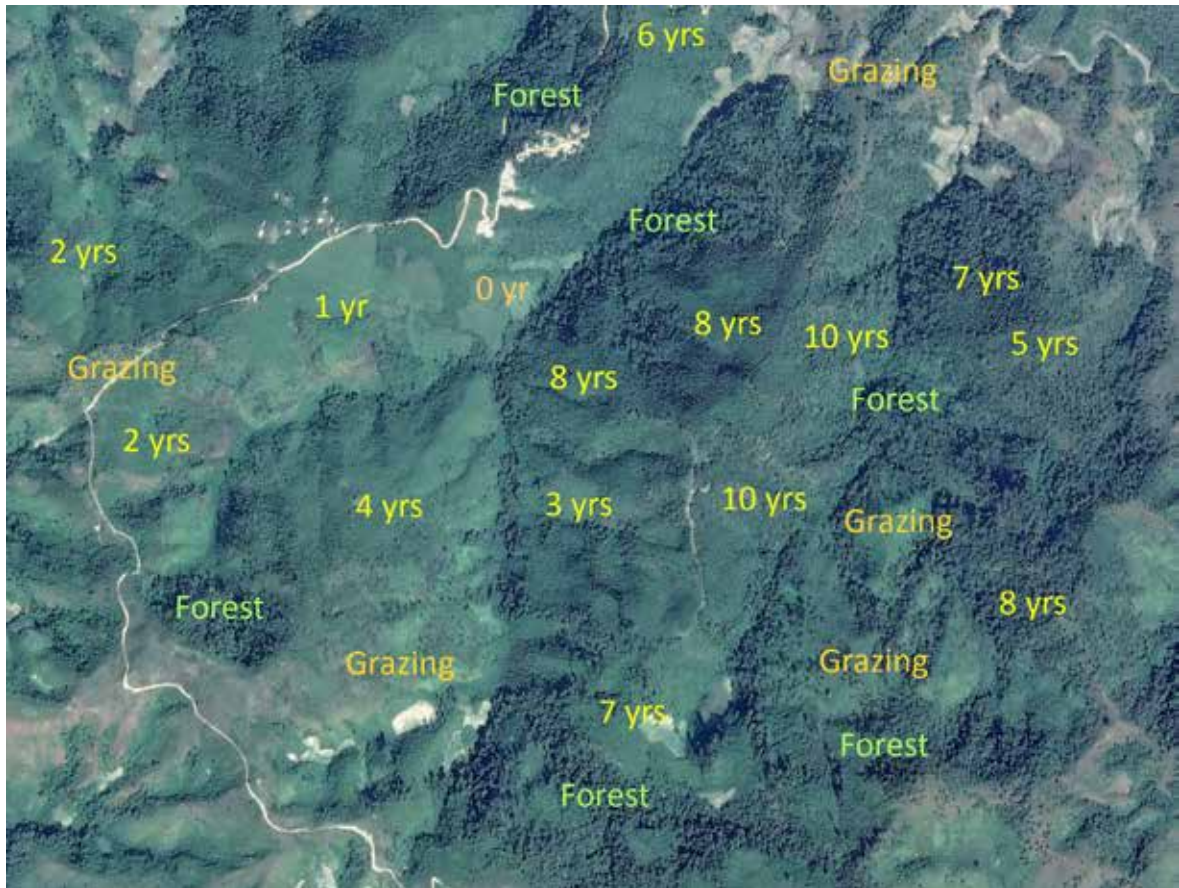 6 yrs
Grazing
Forest
Forest
2 yrs
7 yrs
0 yr
1 yr
8 yrs
10 yrs
5 yrs
Grazing
8 yrs
Forest
2 yrs
4 yrs
3 yrs
10 yrs
Grazing
Forest
8 yrs
Grazing
Grazing
7 yrs
Forest
Forest